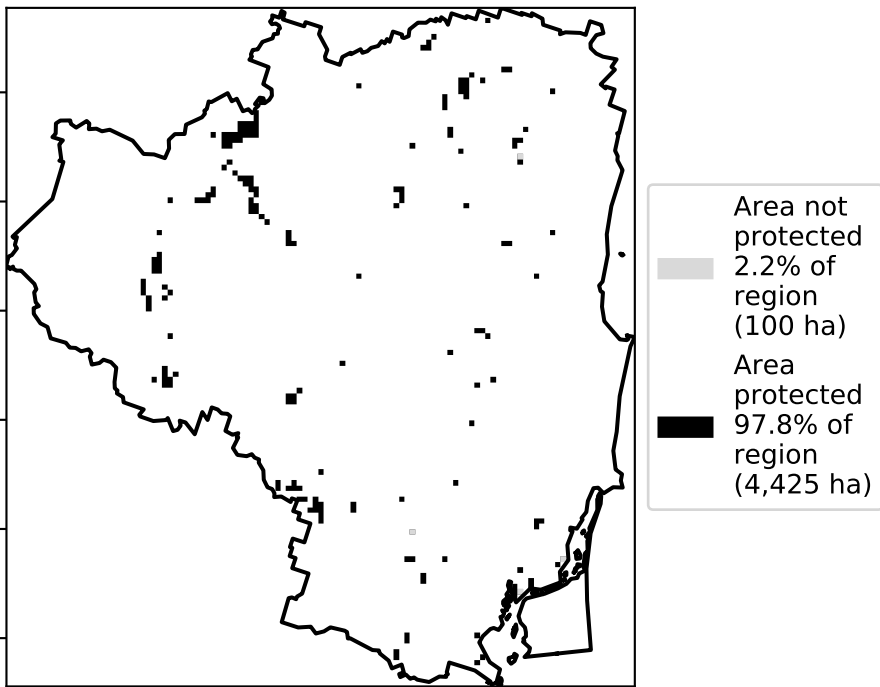 Area not
protected
2.2% of
region
(100 ha)
Area
protected
97.8% of
region
(4,425 ha)